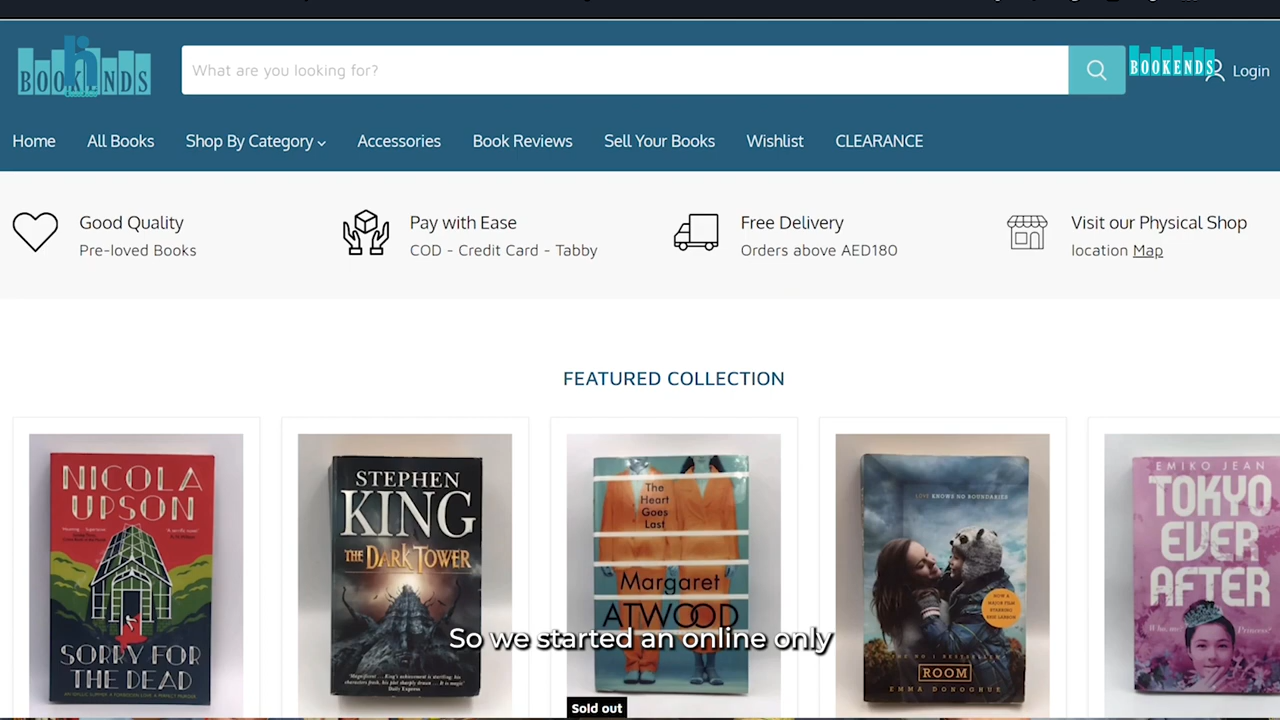 BOOKENDS
What are you looking for?
BOOKENDS
Login
Home
All Books
Shop By Category
Accessories
Book Reviews
Sell Your Books
Wishlist
CLEARANCE
Good Quality
Pre-loved Books
Pay with Ease
COD - Credit Card - Tabby
Free Delivery
Orders above AED180
Visit our Physical Shop
location Map
FEATURED COLLECTION
NICOLA
UPSON
SORRY FOR
THE DEAD
STEPHEN
KING
THE DARK TOWER
The
Heart
Goes
Last
Margaret
ATWOOD
LOVE KNOWS NO BOUNDARIES
ROOM
EMMA DONOGHUE
EMIKO JEAN
TOKYO
EVER
AFTER
So we started an online only
Sold out